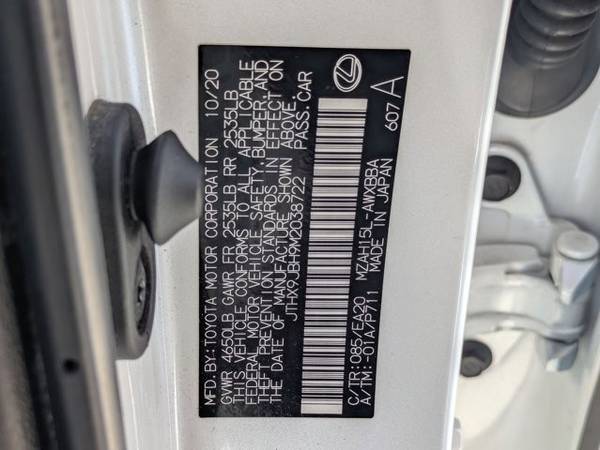 MFD. BY: TOYOTA MOTOR CORPORATION 10/20
GVWR 4650LB GAWR FR 2535LB RR 2535LB
THIS VEHICLE CONFORMS TO ALL APPLICABLE
FEDERAL MOTOR VEHICLE SAFETY, BUMPER, AND
THEFT PREVENTION STANDARDS IN EFFECT ON
THE DATE OF MANUFACTURE SHOWN ABOVE.
JTHX9JBH9M2038722 PASS. CAR
C/TR: 085/EA20 MZAH15L-AWXBBA
A/TM: -01A/P711 MADE IN JAPAN 607 A